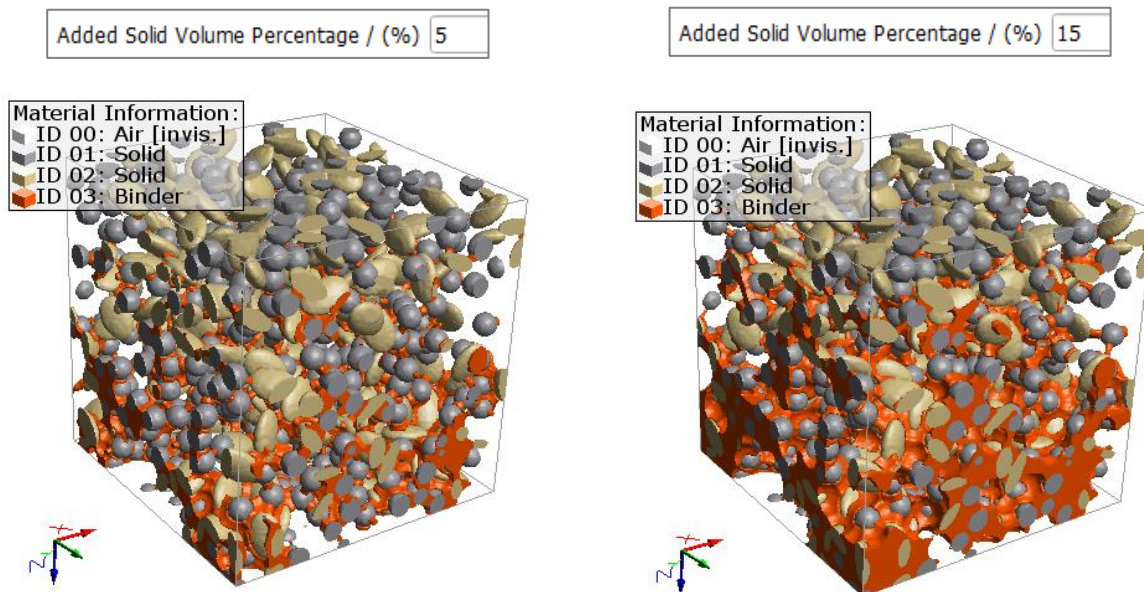 Added Solid Volume Percentage / (%) 5
Added Solid Volume Percentage / (%) 15
Material Information:
ID 00: Air [invis.]
ID 01: Solid
ID 02: Solid
ID 03: Binder
Material Information:
ID 00: Air [invis.]
ID 01: Solid
ID 02: Solid
ID 03: Binder
X
Y
Z
X
Y
Z